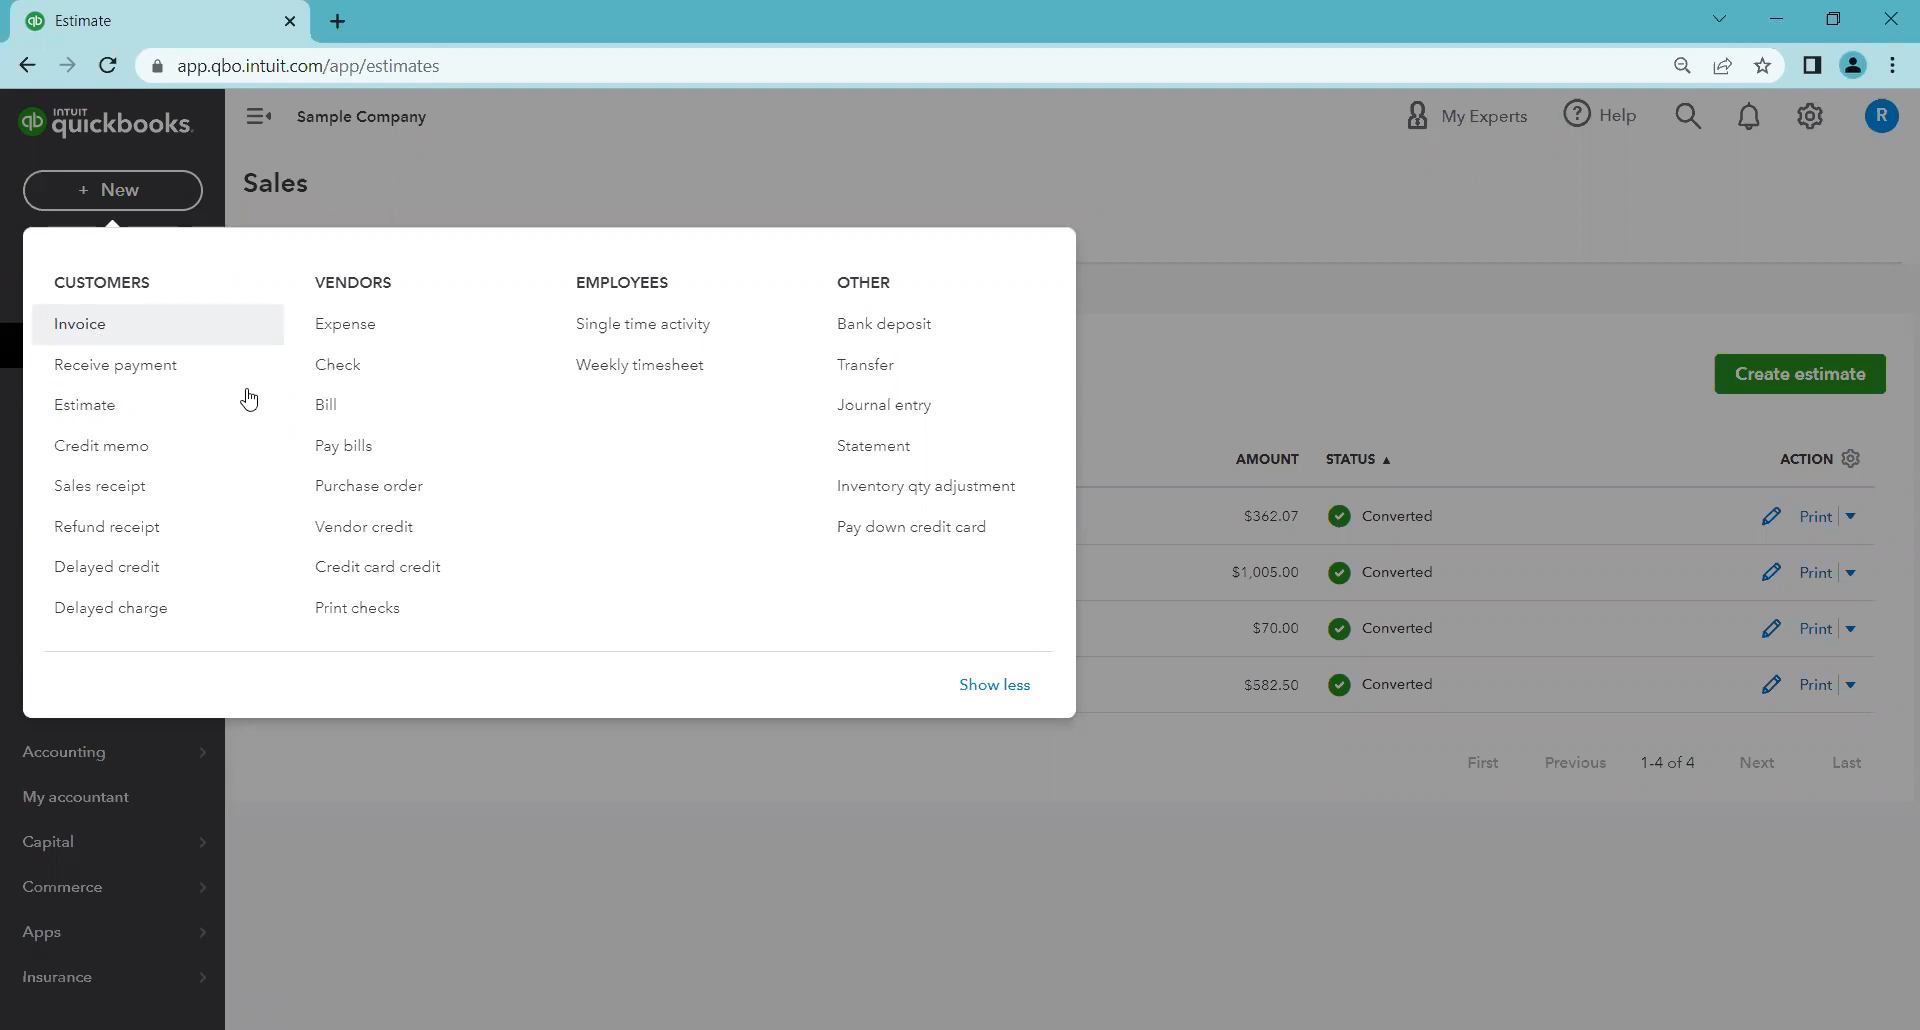 Estimate
app.qbo.intuit.com/app/estimates
INTUIT
quickbooks.
Sample Company
My Experts
Help
R
+ New
Sales
CUSTOMERS VENDORS EMPLOYEES OTHER
Invoice Expense Single time activity Bank deposit
Receive payment Check Weekly timesheet Transfer
Estimate Bill Journal entry
Credit memo Pay bills Statement
Sales receipt Purchase order Inventory qty adjustment
Refund receipt Vendor credit Pay down credit card
Delayed credit Credit card credit
Delayed charge Print checks
Show less
Create estimate
AMOUNT STATUS ▲ ACTION
$362.07 Converted Print
$1,005.00 Converted Print
$70.00 Converted Print
$582.50 Converted Print
First Previous 1-4 of 4 Next Last
Accounting
My accountant
Capital
Commerce
Apps
Insurance